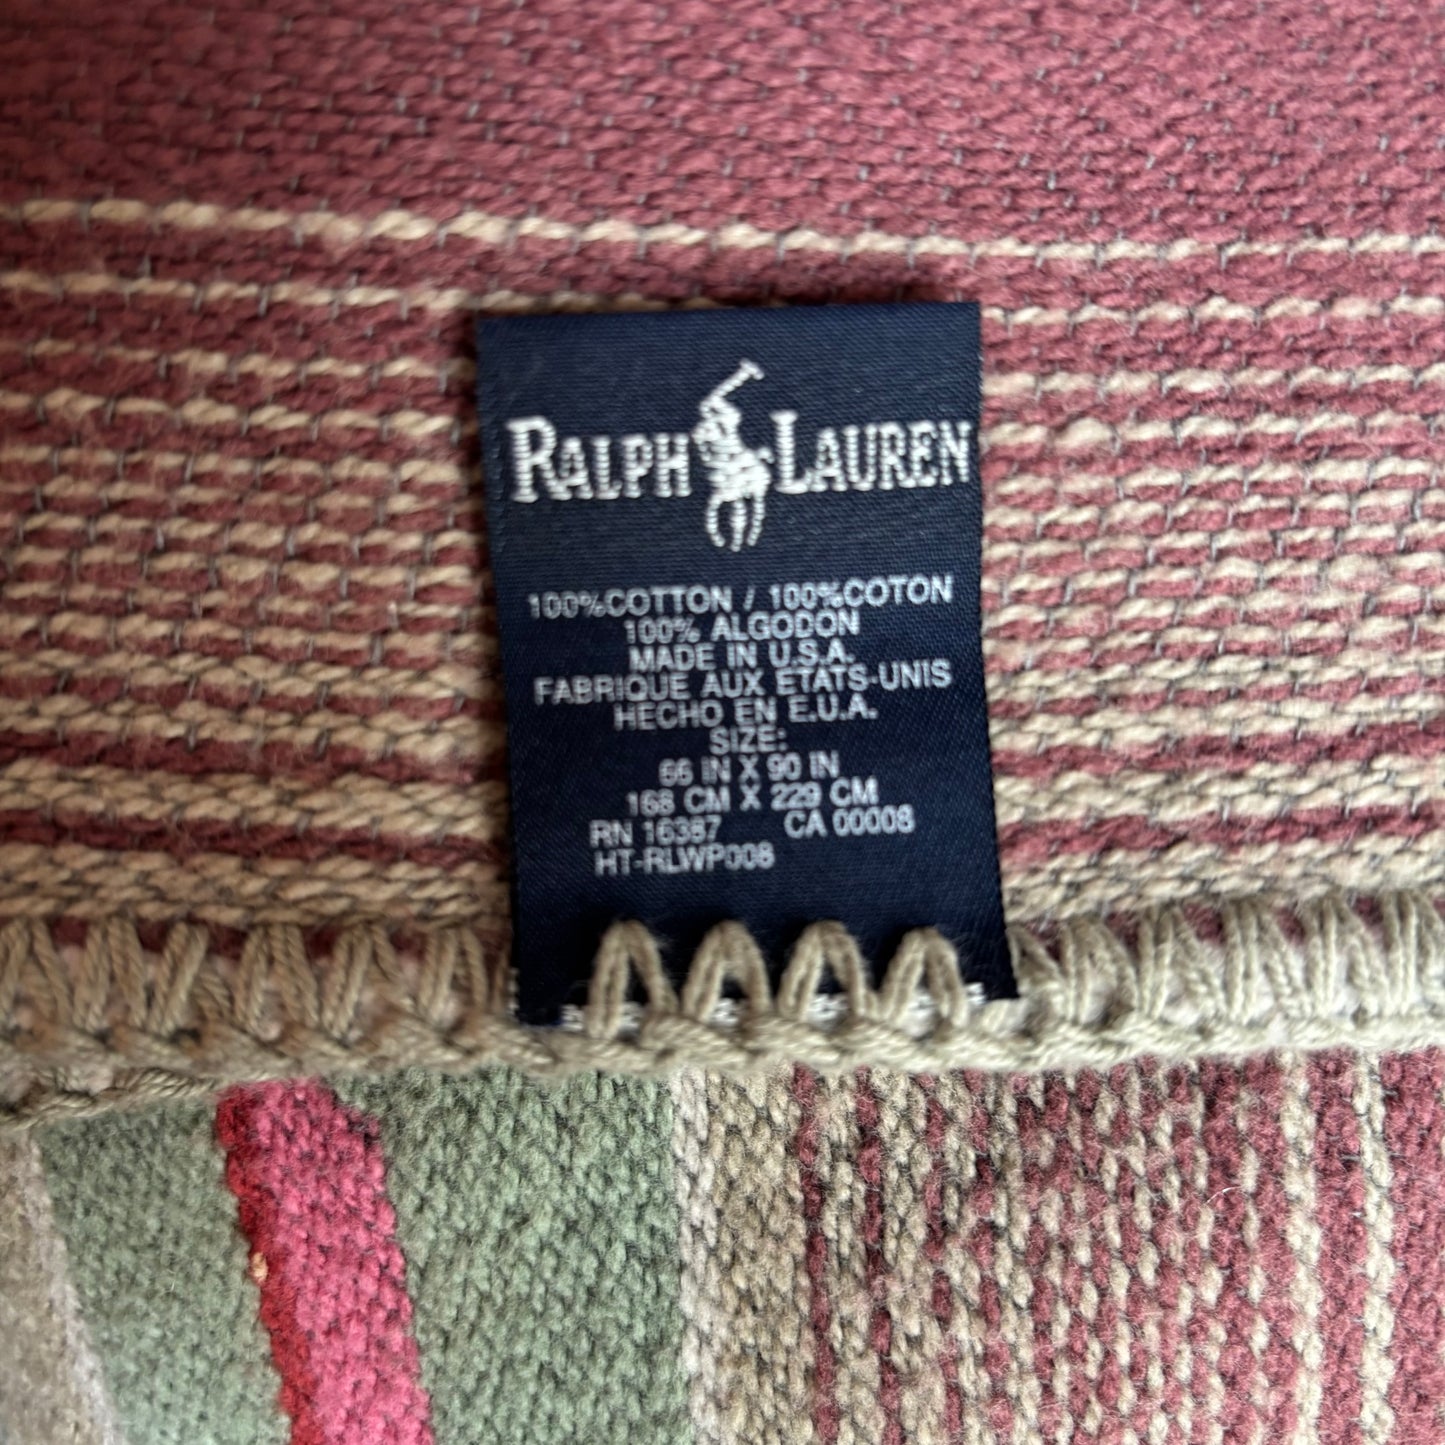 RALPH LAUREN
100%COTTON / 100%COTON
100% ALGODON
MADE IN U.S.A.
FABRIQUE AUX ETATS-UNIS
HECHO EN E.U.A.
SIZE:
66 IN X 90 IN
168 CM X 229 CM
RN 16387 CA 00008
HT-RLWP008